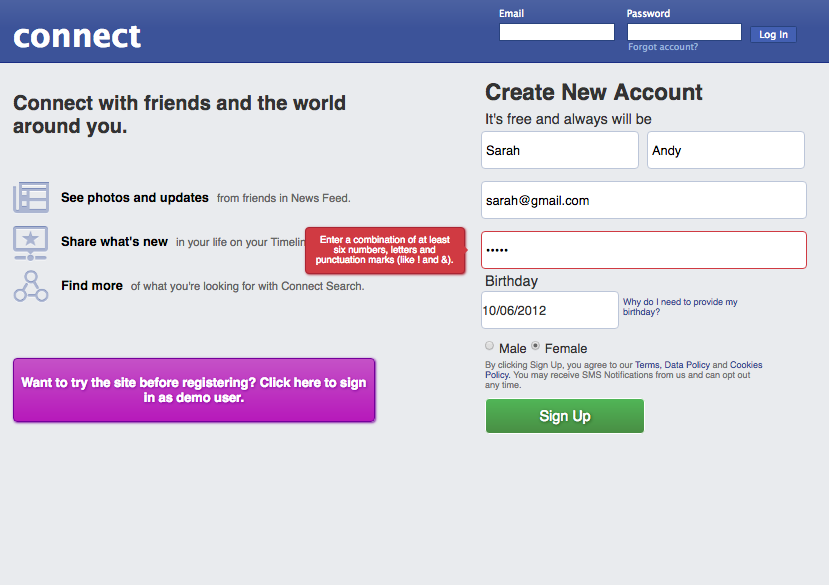 connect
Email
Password
Log In
Forgot account?
Connect with friends and the world
around you.
See photos and updates from friends in News Feed.
Share what's new in your life on your Timelin
Find more of what you're looking for with Connect Search.
Want to try the site before registering? Click here to sign
in as demo user.
Create New Account
It's free and always will be
Sarah
Andy
sarah@gmail.com
Enter a combination of at least
six numbers, letters and
punctuation marks (like ! and &).
•••••
Birthday
10/06/2012
Why do I need to provide my
birthday?
Male Female
By clicking Sign Up, you agree to our Terms, Data Policy and Cookies
Policy. You may receive SMS Notifications from us and can opt out
any time.
Sign Up